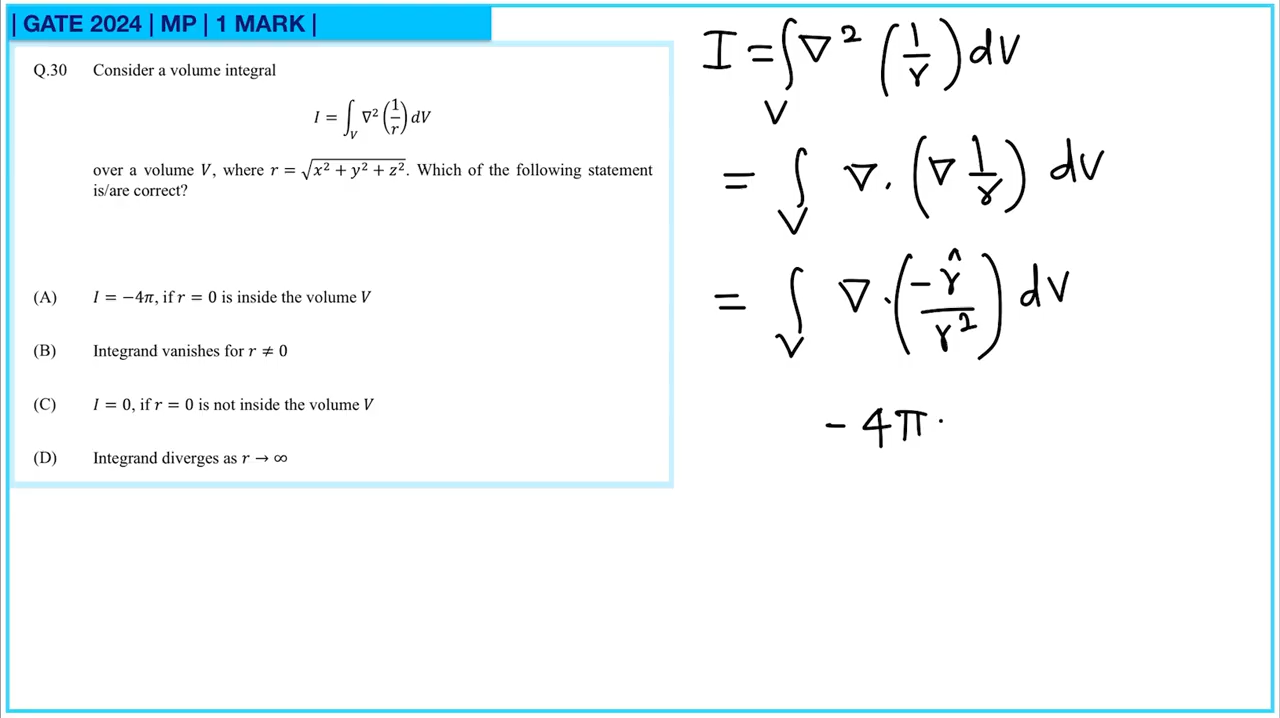 | GATE 2024 | MP | 1 MARK |
Q.30 Consider a volume integral
I = ∫_V ∇² (1/r) dV
over a volume V, where r = √(x² + y² + z²). Which of the following statement
is/are correct?
(A) I = −4π, if r = 0 is inside the volume V
(B) Integrand vanishes for r ≠ 0
(C) I = 0, if r = 0 is not inside the volume V
(D) Integrand diverges as r → ∞
I = ∫_V ∇² (1/r) dV
= ∫_V ∇. (∇ 1/r) dV
= ∫_V ∇. (−r̂/r²) dV
− 4π.